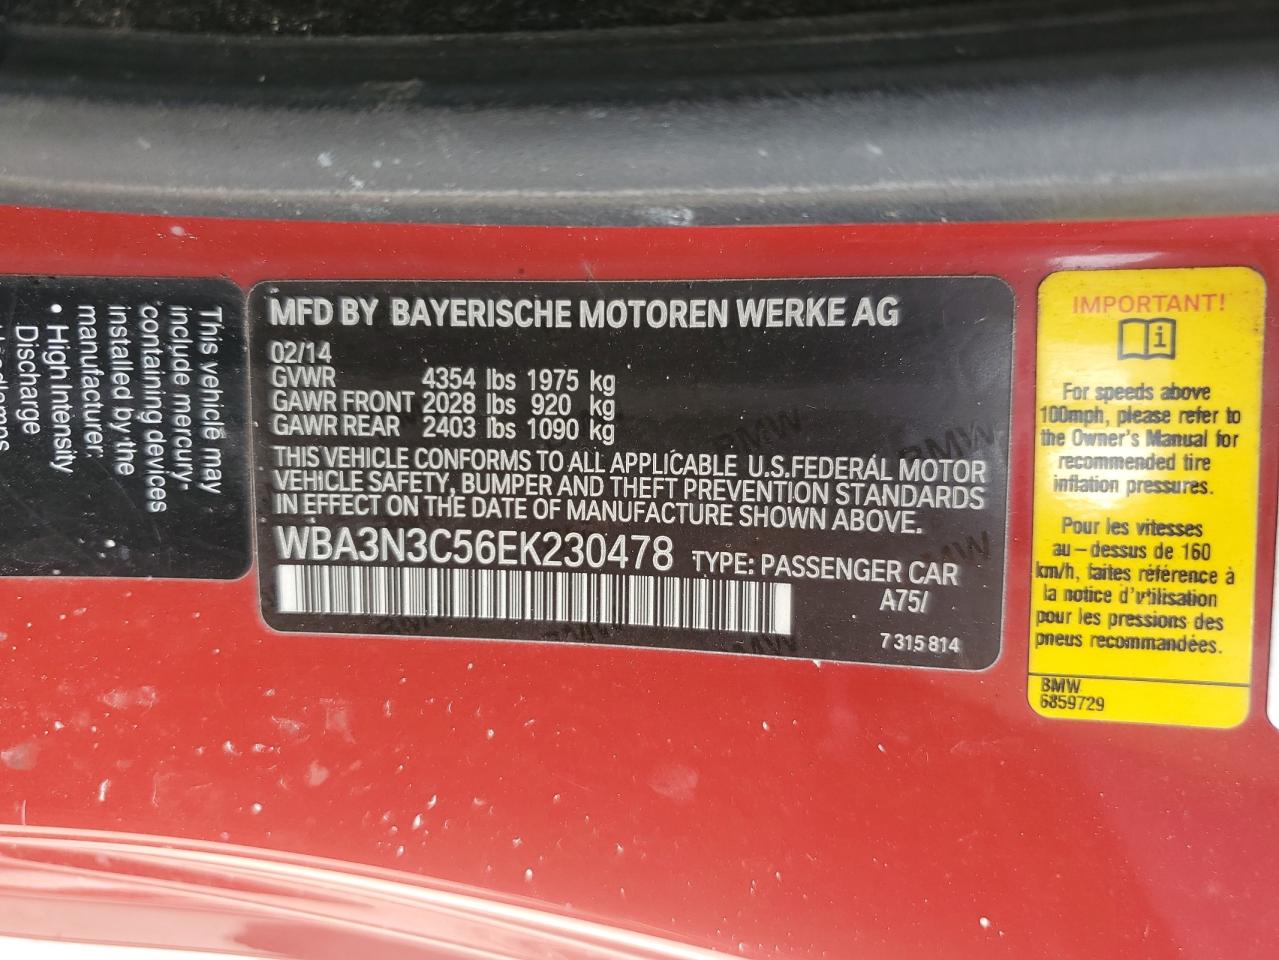 This vehicle may
include mercury-
containing devices
installed by the
manufacturer:
• High Intensity
Discharge
MFD BY BAYERISCHE MOTOREN WERKE AG
02/14
GVWR 4354 lbs 1975 kg
GAWR FRONT 2028 lbs 920 kg
GAWR REAR 2403 lbs 1090 kg
THIS VEHICLE CONFORMS TO ALL APPLICABLE U.S.FEDERAL MOTOR
VEHICLE SAFETY, BUMPER AND THEFT PREVENTION STANDARDS
IN EFFECT ON THE DATE OF MANUFACTURE SHOWN ABOVE.
WBA3N3C56EK230478 TYPE: PASSENGER CAR
A75/
7 315 814
IMPORTANT!
For speeds above
100mph, please refer to
the Owner's Manual for
recommended tire
inflation pressures.
Pour les vitesses
au-dessus de 160
km/h, faites référence à
la notice d'utilisation
pour les pressions des
pneus recommandées.
BMW
6859729